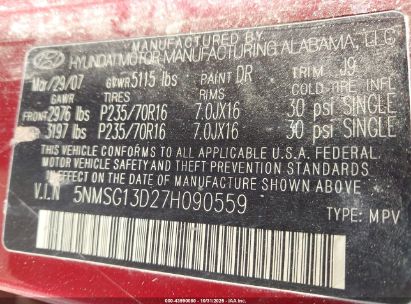 MANUFACTURED BY
HYUNDAI MOTOR MANUFACTURING ALABAMA, LLC
Mar/29/07 GVWR 5115 lbs PAINT DR TRIM J9
GAWR TIRES RIMS COLD TIRE INFL
FRONT 2976 lbs P235/70R16 7.0JX16 30 psi SINGLE
3197 lbs P235/70R16 7.0JX16 30 psi SINGLE
THIS VEHICLE CONFORMS TO ALL APPLICABLE U.S.A. FEDERAL
MOTOR VEHICLE SAFETY AND THEFT PREVENTION STANDARDS
IN EFFECT ON THE DATE OF MANUFACTURE SHOWN ABOVE.
V.I.N 5NMSG13D27H090559 TYPE: MPV